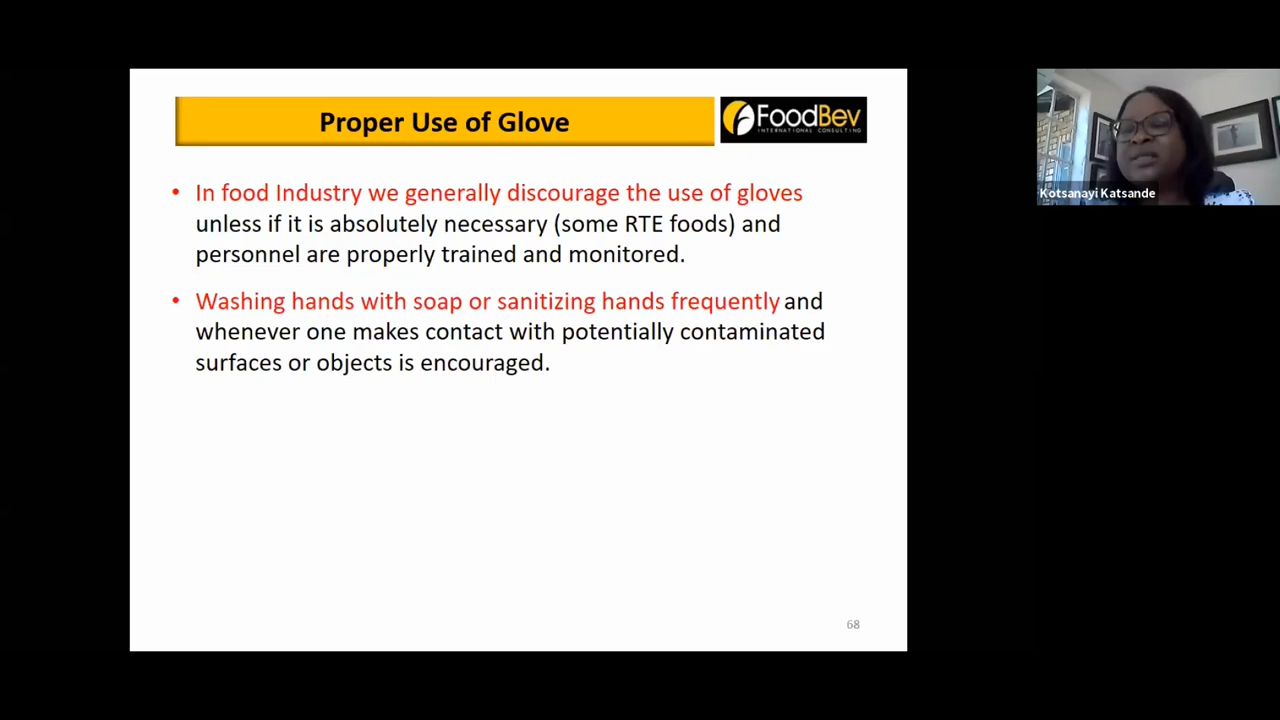 Proper Use of Glove
FoodBev
INTERNATIONAL CONSULTING
• In food Industry we generally discourage the use of gloves
unless if it is absolutely necessary (some RTE foods) and
personnel are properly trained and monitored.
• Washing hands with soap or sanitizing hands frequently and
whenever one makes contact with potentially contaminated
surfaces or objects is encouraged.
68
Kotsanayi Katsande